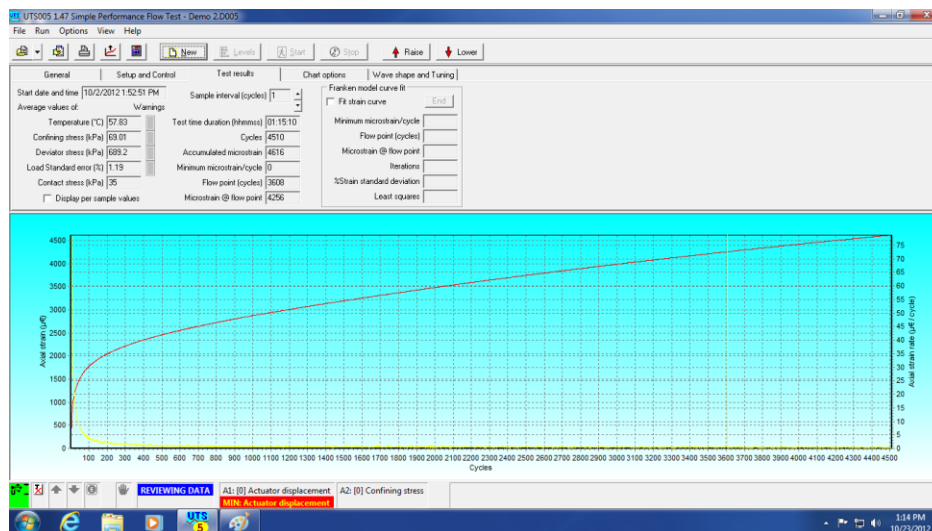 UTS005 1.47 Simple Performance Flow Test - Demo 2.D005
File Run Options View Help
New Levels Start Stop Raise Lower
General Setup and Control Test results Chart options Wave shape and Tuning
Start date and time 10/2/2012 1:52:51 PM Sample interval (cycles) 1 Franken model curve fit
Average values of: Warnings Fit strain curve End
Temperature (°C) 57.83 Test time duration (hhmmss) 01:15:10 Minimum microstrain/cycle
Confining stress (kPa) 69.01 Cycles 4510 Flow point (cycles)
Deviator stress (kPa) 689.2 Accumulated microstrain 4616 Microstrain @ flow point
Load Standard error (%) 1.19 Minimum microstrain/cycle 0 Iterations
Contact stress (kPa) 35 Flow point (cycles) 3608 %Strain standard deviation
Display per sample values Microstrain @ flow point 4256 Least squares
4500 75
70
4000 65
3500 60
55
3000 50
2500 45
40
2000 35
30
1500 25
1000 20
15
500 10
5
0 0
Axial strain (µ€)
Axial strain rate (µ€/cycle)
100 200 300 400 500 600 700 800 900 1000 1100 1200 1300 1400 1500 1600 1700 1800 1900 2000 2100 2200 2300 2400 2500 2600 2700 2800 2900 3000 3100 3200 3300 3400 3500 3600 3700 3800 3900 4000 4100 4200 4300 4400 4500
Cycles
REVIEWING DATA A1: [0] Actuator displacement A2: [0] Confining stress
MIN: Actuator displacement
UTS
5
1:14 PM
10/23/2012